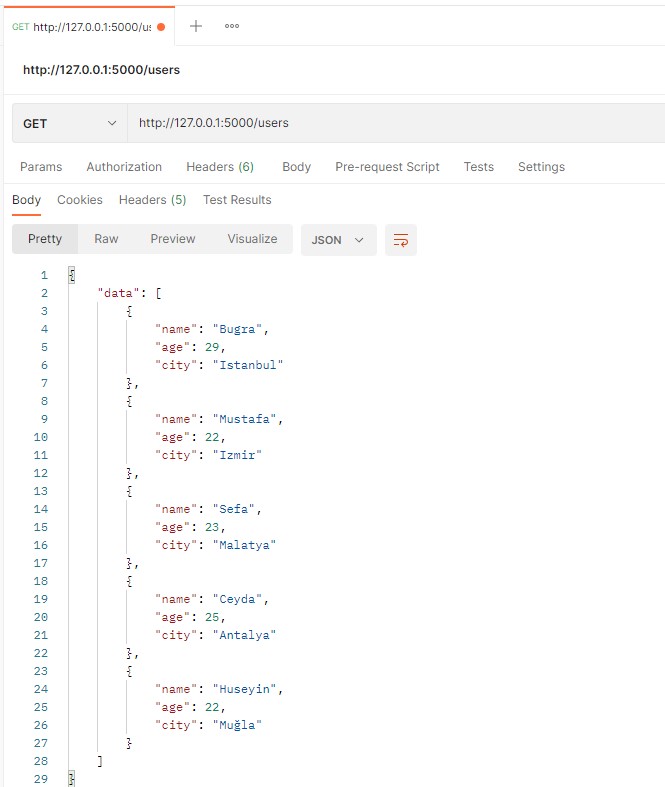 GET http://127.0.0.1:5000/us
http://127.0.0.1:5000/users
GET http://127.0.0.1:5000/users
Params Authorization Headers (6) Body Pre-request Script Tests Settings
Body Cookies Headers (5) Test Results
Pretty Raw Preview Visualize JSON
1 {
2 "data": [
3 {
4 "name": "Bugra",
5 "age": 29,
6 "city": "Istanbul"
7 },
8 {
9 "name": "Mustafa",
10 "age": 22,
11 "city": "Izmir"
12 },
13 {
14 "name": "Sefa",
15 "age": 23,
16 "city": "Malatya"
17 },
18 {
19 "name": "Ceyda",
20 "age": 25,
21 "city": "Antalya"
22 },
23 {
24 "name": "Huseyin",
25 "age": 22,
26 "city": "Muğla"
27 }
28 ]
29 }